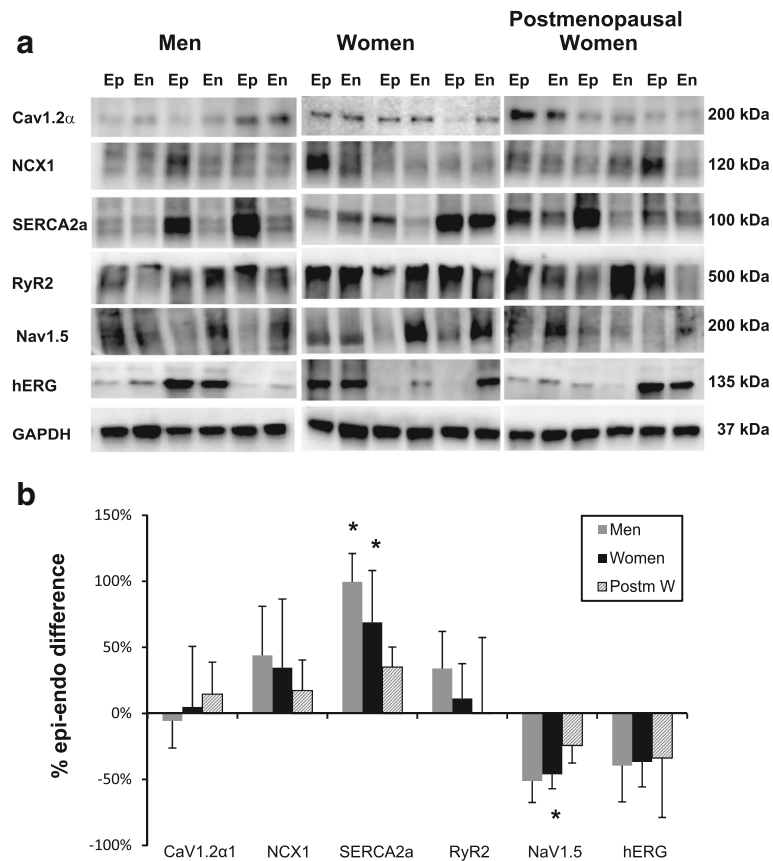 a
Men
Women
Postmenopausal
Women
Ep En Ep En Ep En
Ep En Ep En Ep En
Ep En Ep En Ep En
Cav1.2α 200 kDa
NCX1 120 kDa
SERCA2a 100 kDa
RyR2 500 kDa
Nav1.5 200 kDa
hERG 135 kDa
GAPDH 37 kDa
b
% epi-endo difference
150%
100%
50%
0%
-50%
-100%
* *
*
Men
Women
Postm W
CaV1.2α1 NCX1 SERCA2a RyR2 NaV1.5 hERG